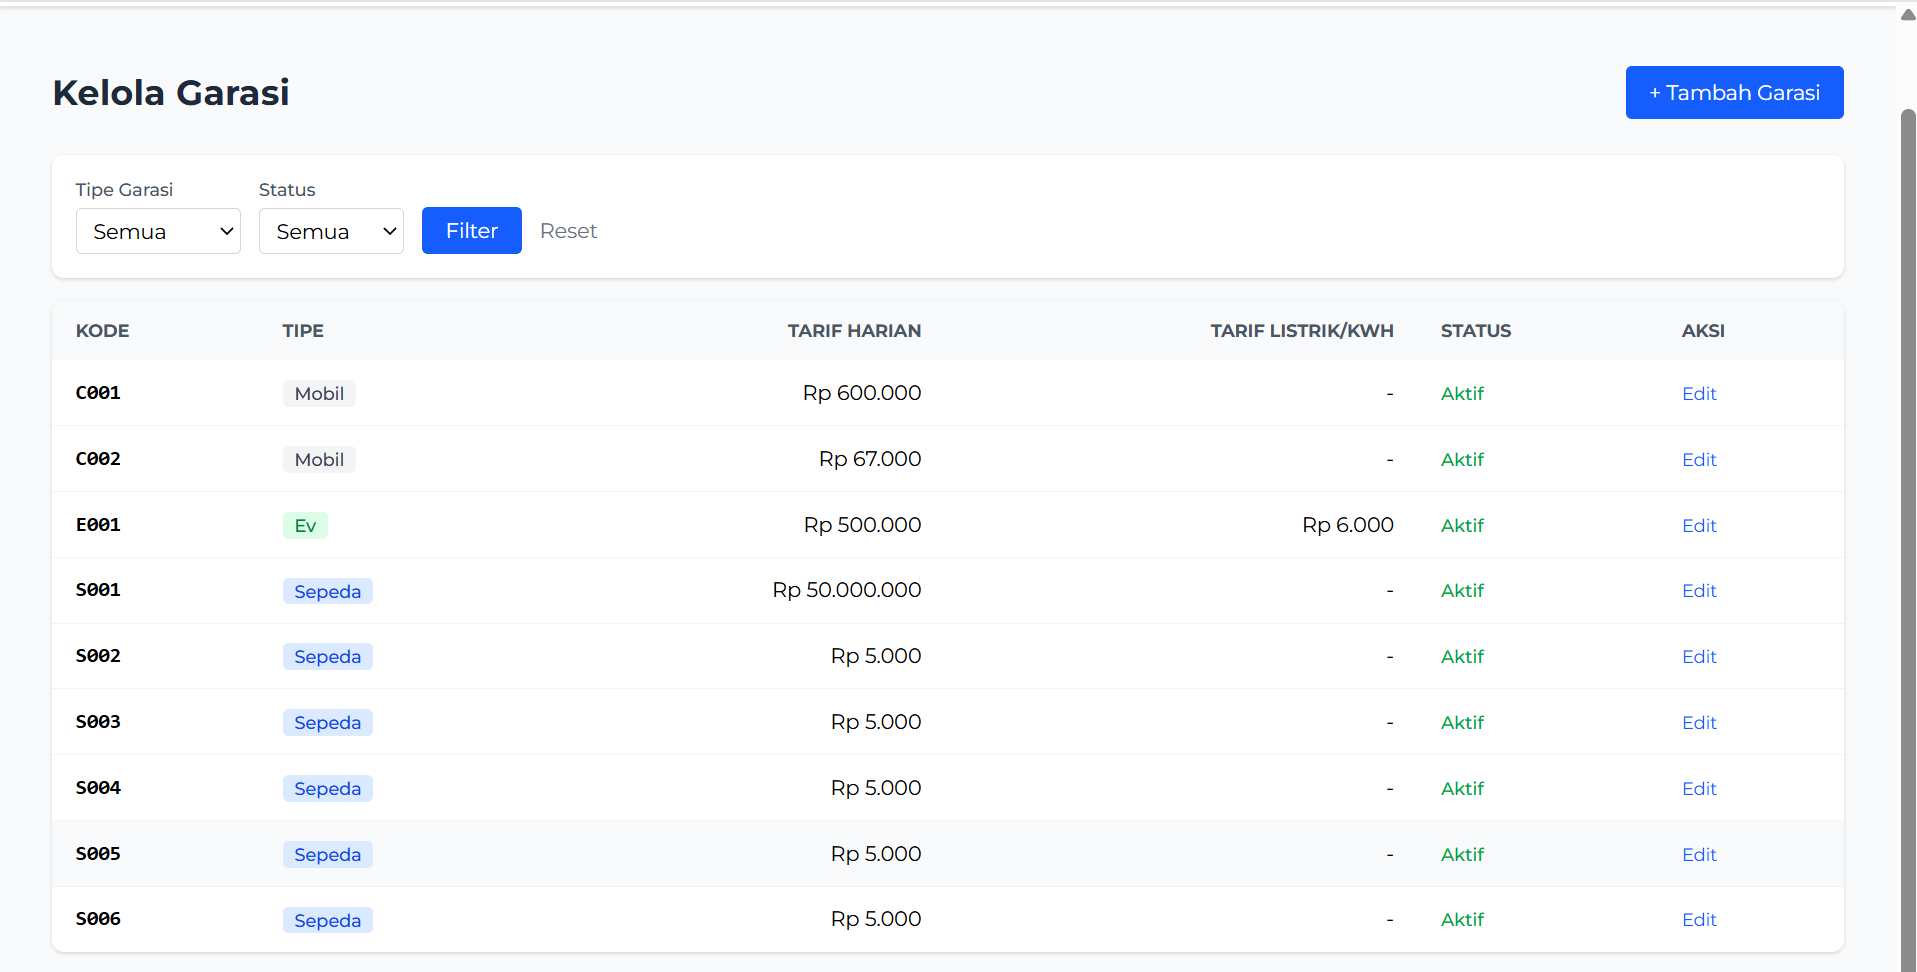 Kelola Garasi
+ Tambah Garasi
Tipe Garasi Status
Semua Semua Filter Reset
KODE TIPE TARIF HARIAN TARIF LISTRIK/KWH STATUS AKSI
C001 Mobil Rp 600.000 - Aktif Edit
C002 Mobil Rp 67.000 - Aktif Edit
E001 Ev Rp 500.000 Rp 6.000 Aktif Edit
S001 Sepeda Rp 50.000.000 - Aktif Edit
S002 Sepeda Rp 5.000 - Aktif Edit
S003 Sepeda Rp 5.000 - Aktif Edit
S004 Sepeda Rp 5.000 - Aktif Edit
S005 Sepeda Rp 5.000 - Aktif Edit
S006 Sepeda Rp 5.000 - Aktif Edit